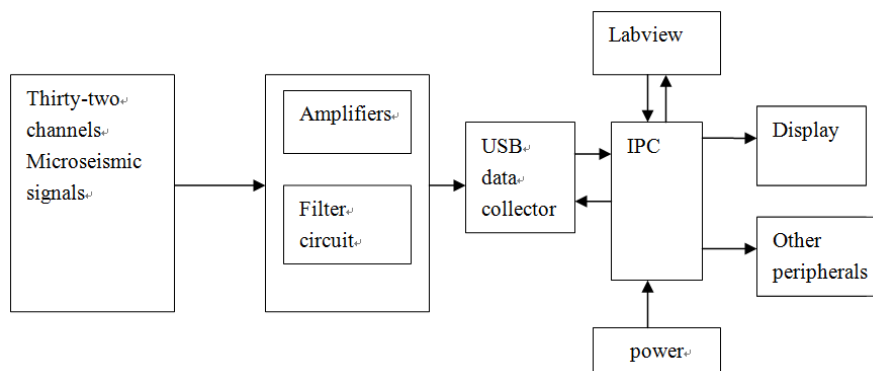 Thirty-two
channels
Microseismic
signals
Amplifiers
Filter
circuit
USB
data
collector
Labview
IPC
Display
Other
peripherals
power